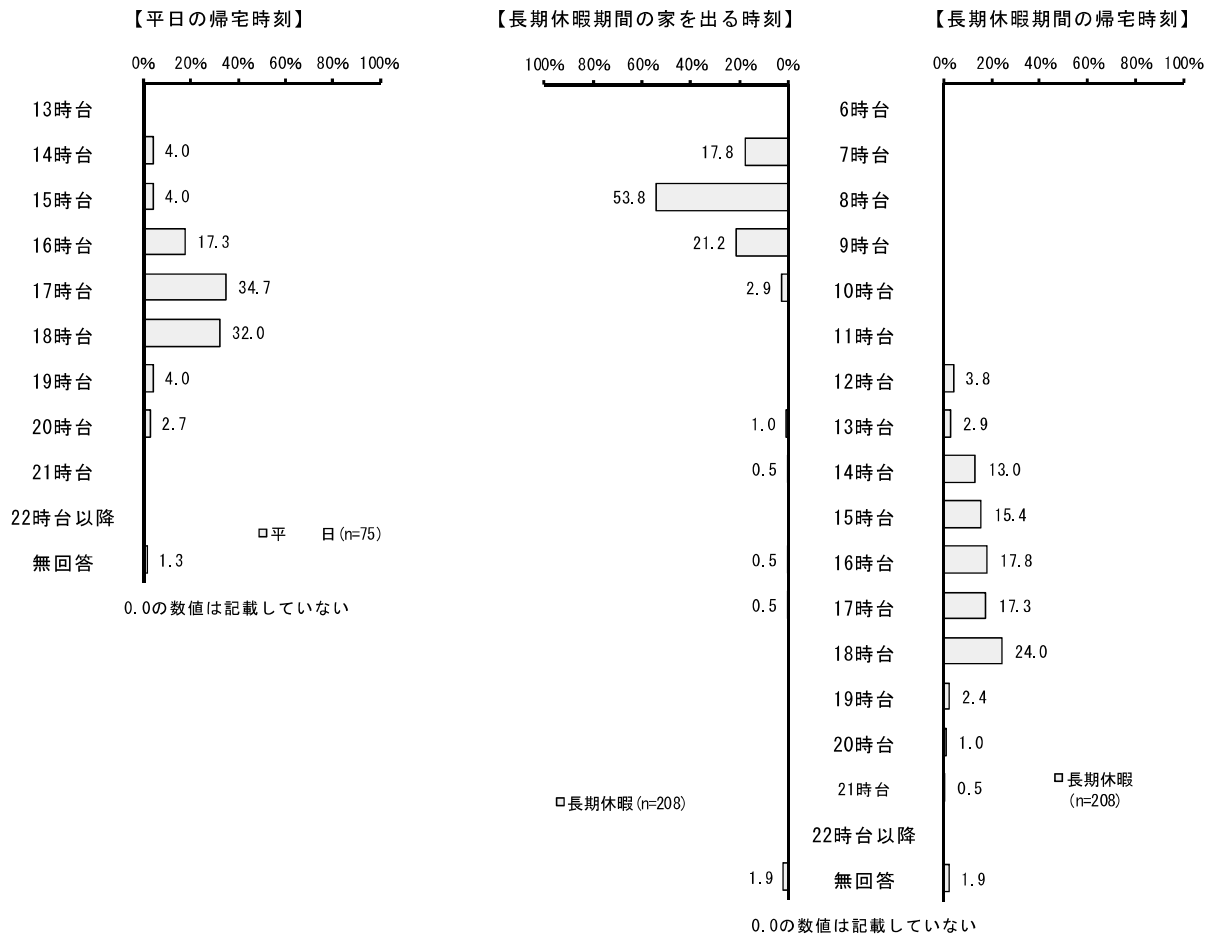 【平日の帰宅時刻】
0% 20% 40% 60% 80% 100%
13時台
14時台 4.0
15時台 4.0
16時台 17.3
17時台 34.7
18時台 32.0
19時台 4.0
20時台 2.7
21時台
22時台以降
無回答 1.3
平　日(n=75)
0.0の数値は記載していない
【長期休暇期間の家を出る時刻】
【長期休暇期間の帰宅時刻】
100% 80% 60% 40% 20% 0%
0% 20% 40% 60% 80% 100%
6時台
17.8 7時台
53.8 8時台
21.2 9時台
2.9 10時台
11時台
12時台 3.8
1.0 13時台 2.9
0.5 14時台 13.0
15時台 15.4
0.5 16時台 17.8
0.5 17時台 17.3
18時台 24.0
19時台 2.4
20時台 1.0
21時台 0.5
22時台以降
1.9 無回答 1.9
長期休暇(n=208)
長期休暇
(n=208)
0.0の数値は記載していない